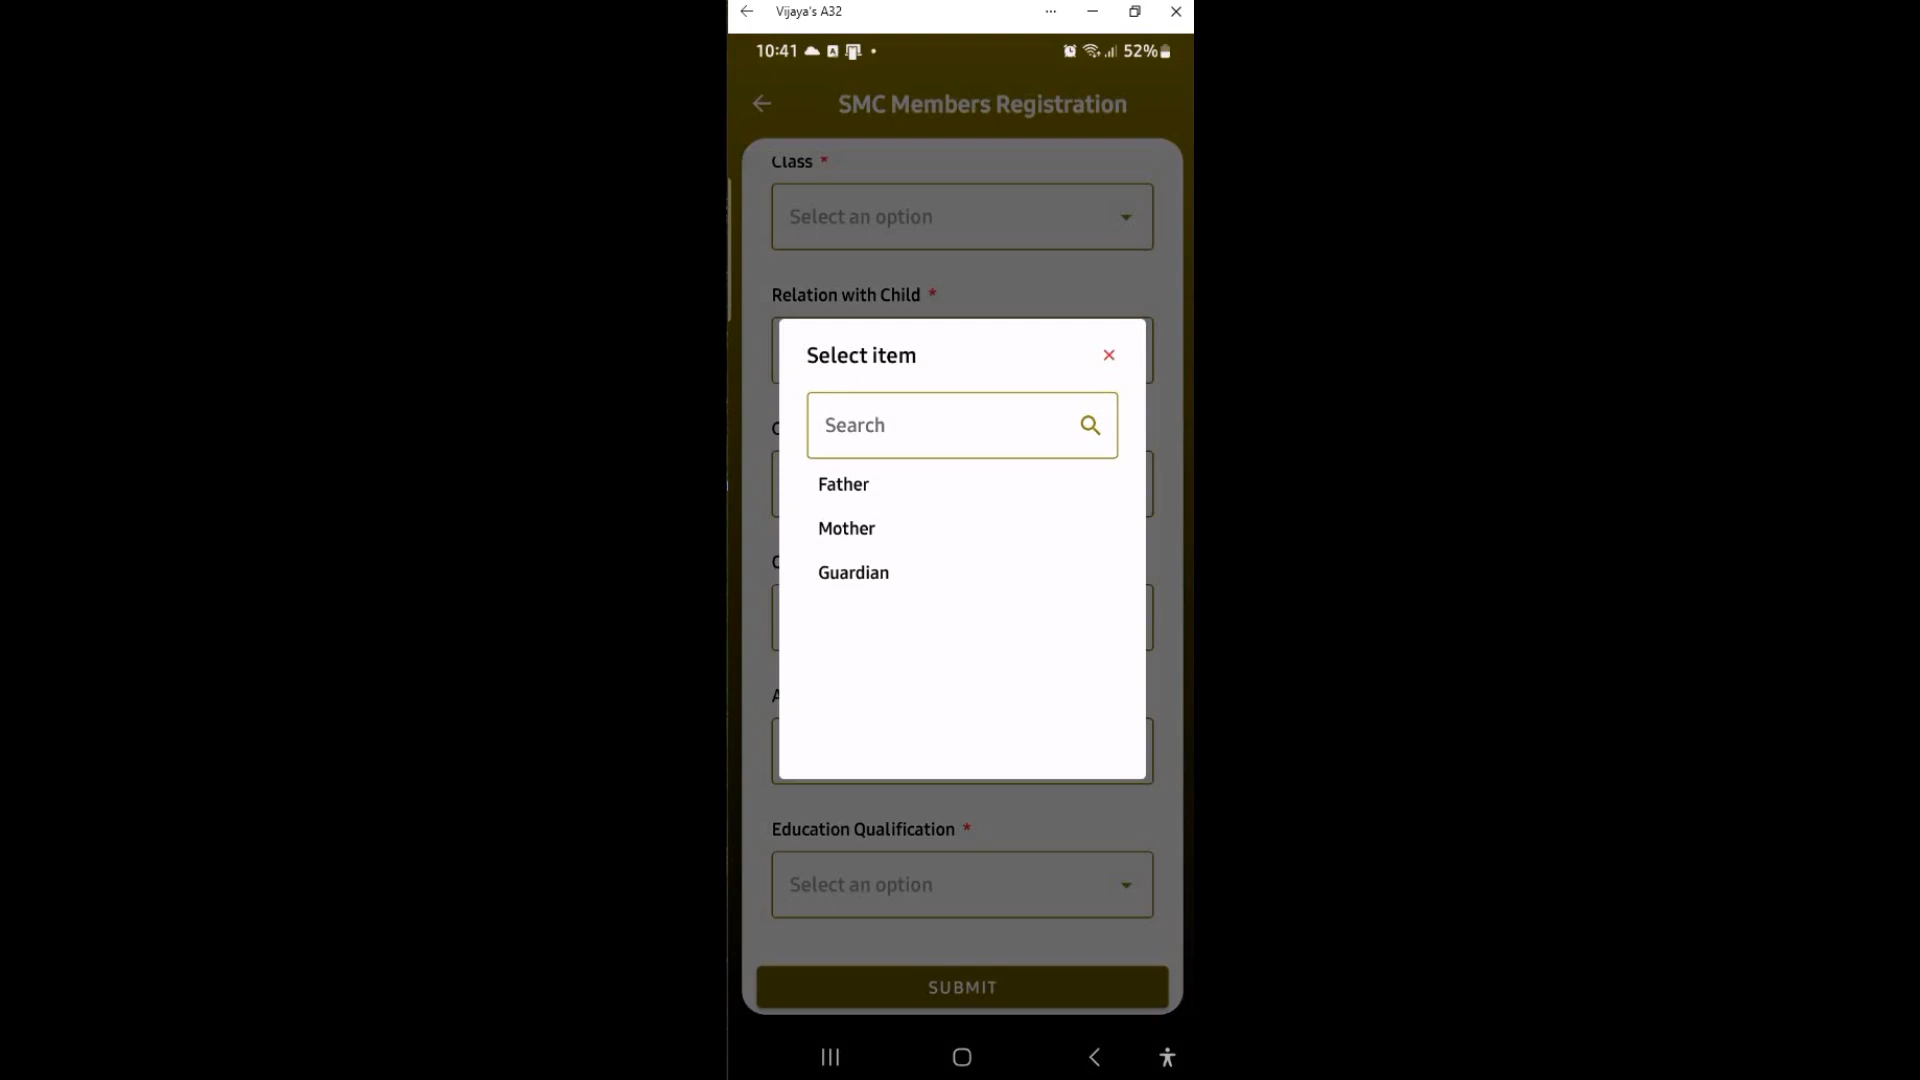 Vijaya's A32
10:41
52%
SMC Members Registration
Class *
Select an option
Relation with Child *
Select item
Search
Father
Mother
Guardian
Education Qualification *
Select an option
SUBMIT